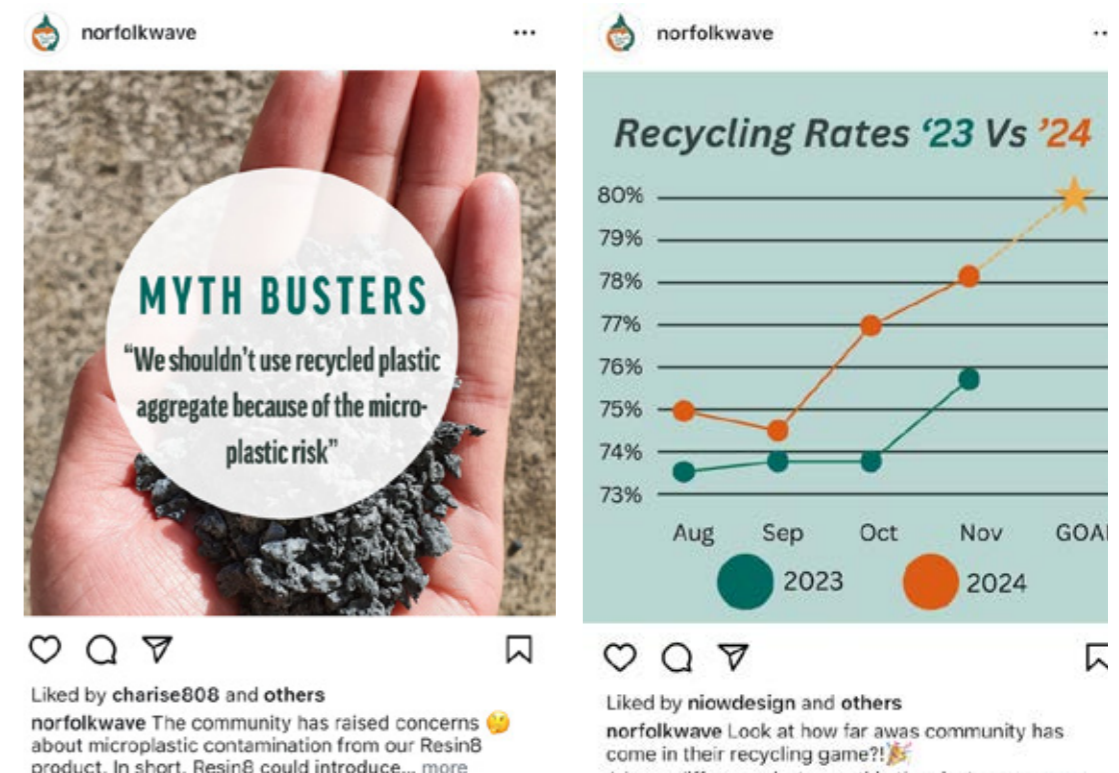 norfolkwave
MYTH BUSTERS
“We shouldn’t use recycled plastic
aggregate because of the micro-
plastic risk”
Liked by charise808 and others
norfolkwave The community has raised concerns 🤔
about microplastic contamination from our Resin8
product. In short, Resin8 could introduce... more
norfolkwave
Recycling Rates ‘23 Vs ’24
80%
79%
78%
77%
76%
75%
74%
73%
Aug Sep Oct Nov GOAL
2023 2024
Liked by niowdesign and others
norfolkwave Look at how far awas community has
come in their recycling game?!🎉